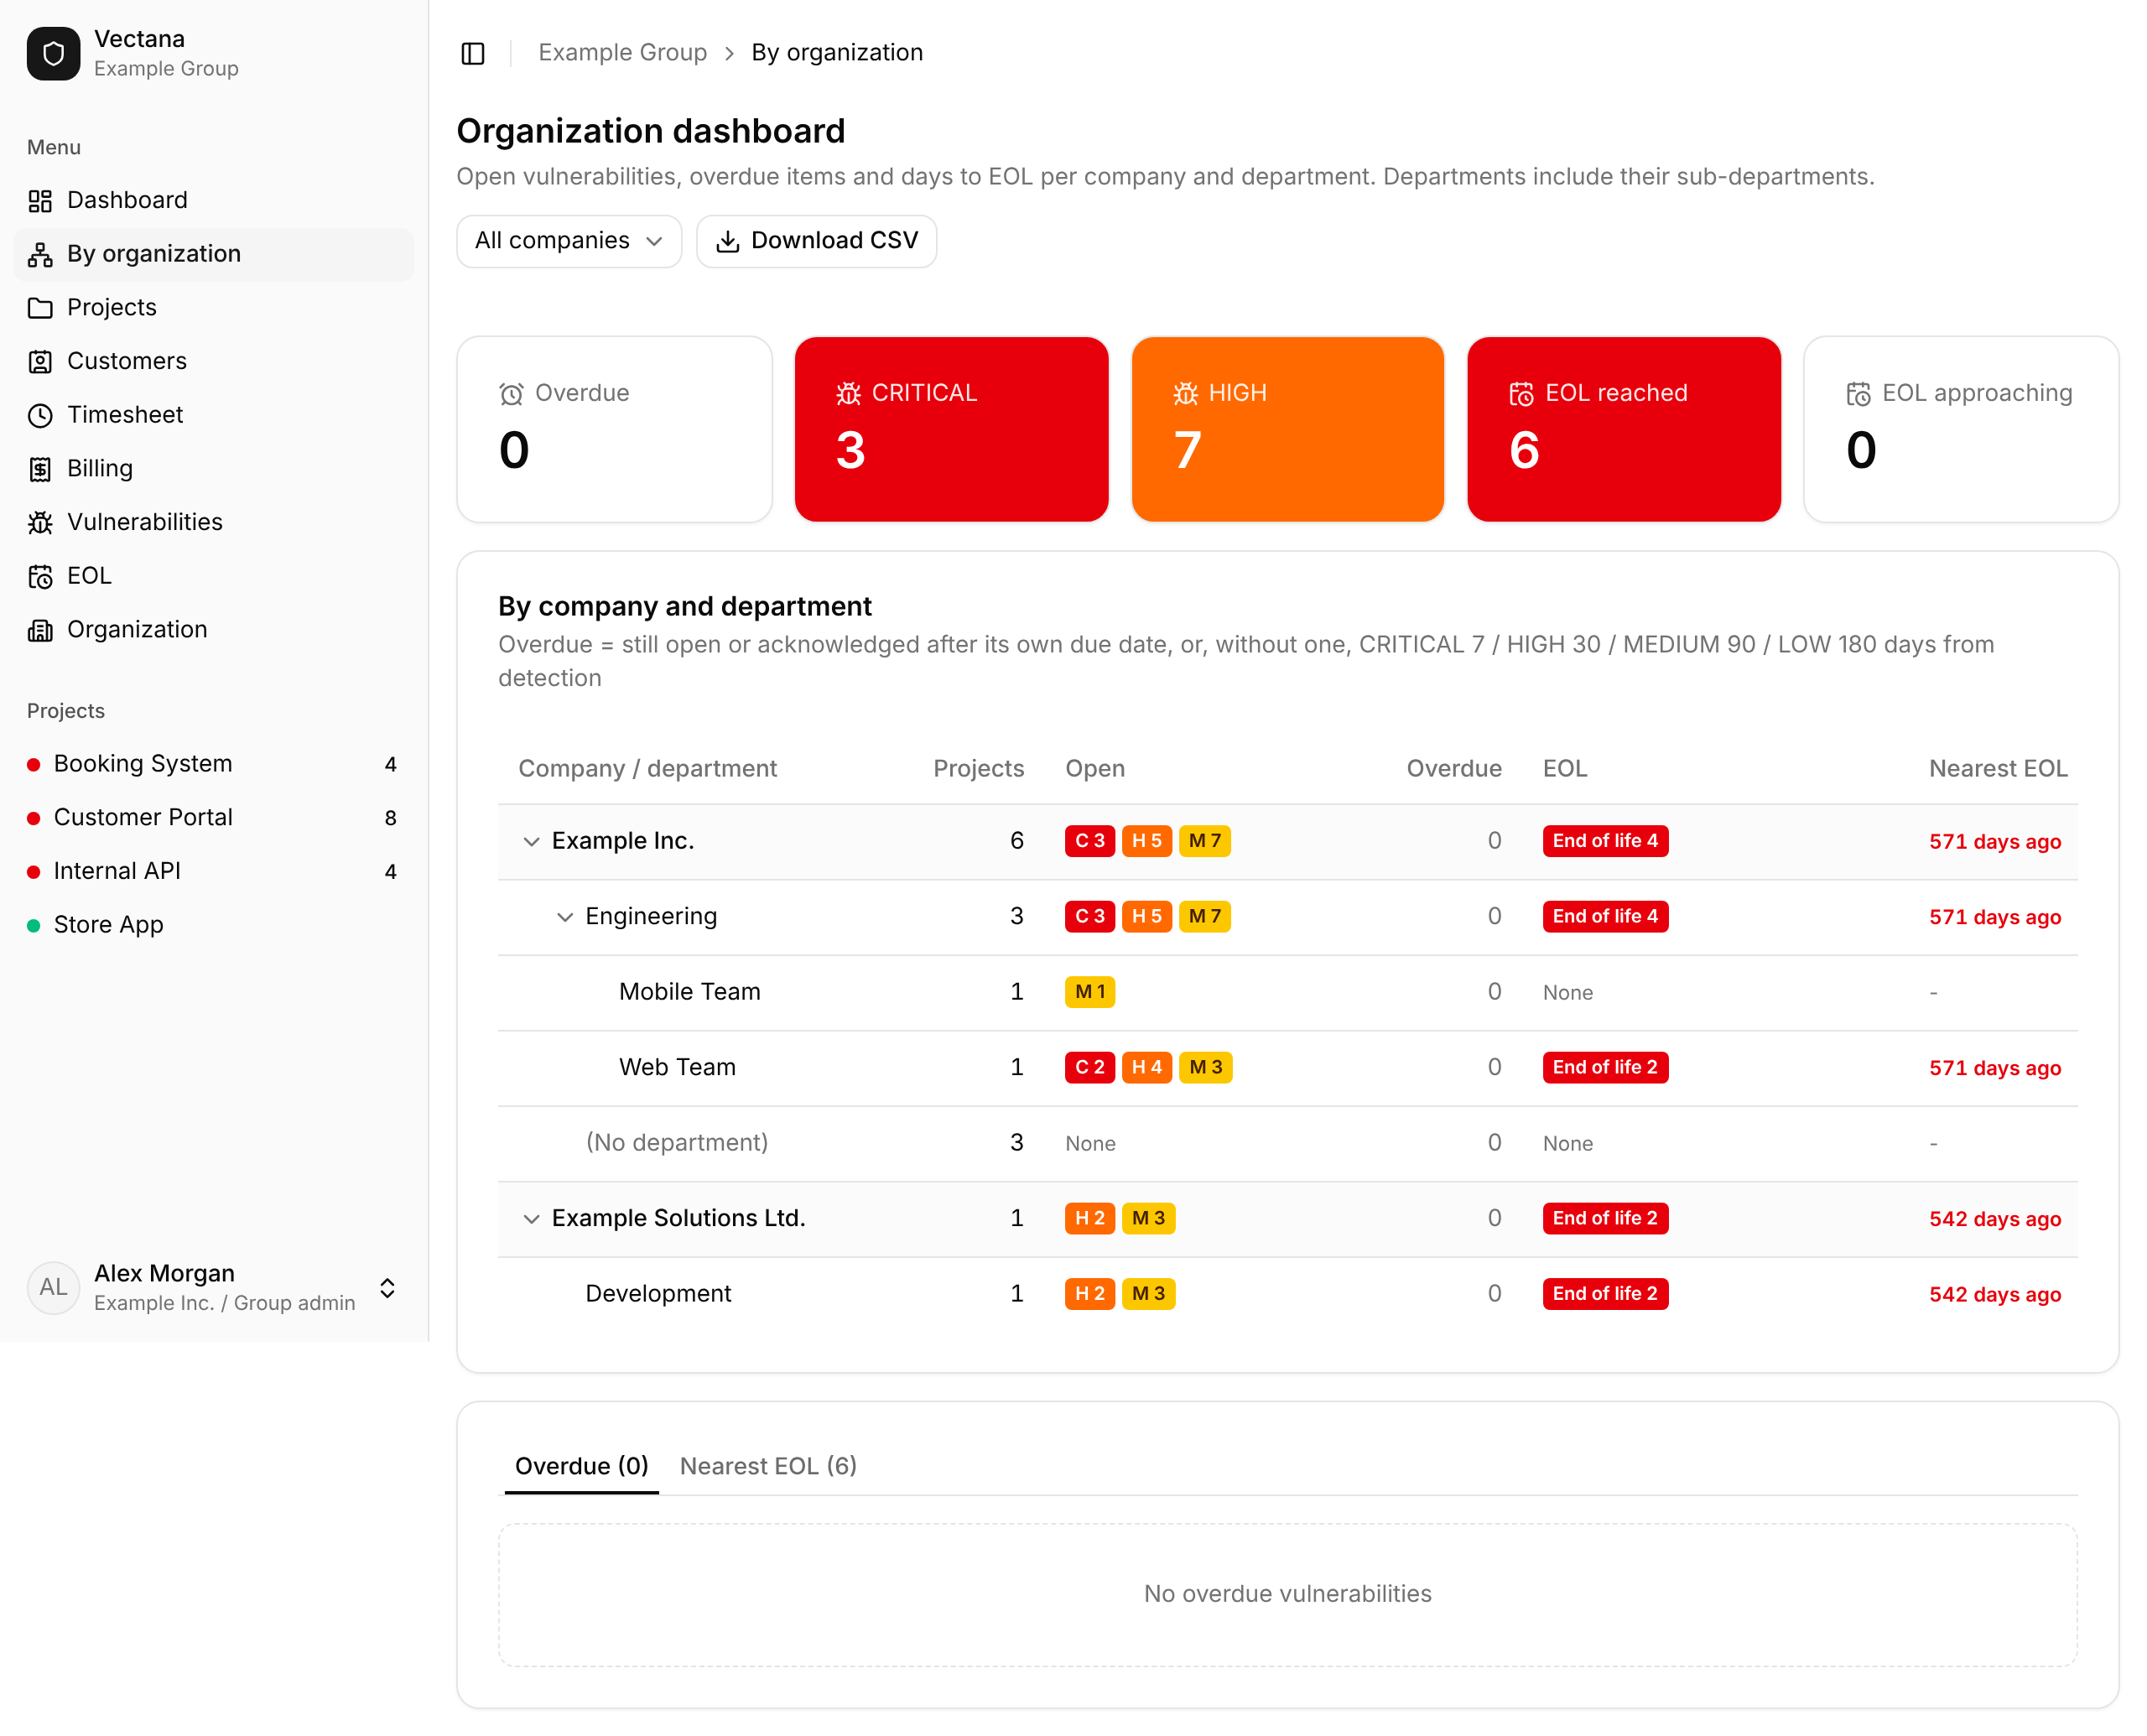 Vectana
Example Group
Menu
Dashboard
By organization
Projects
Customers
Timesheet
Billing
Vulnerabilities
EOL
Organization
Projects
Booking System 4
Customer Portal 8
Internal API 4
Store App
AL
Alex Morgan
Example Inc. / Group admin
Example Group > By organization
Organization dashboard
Open vulnerabilities, overdue items and days to EOL per company and department. Departments include their sub-departments.
All companies
Download CSV
Overdue
0
CRITICAL
3
HIGH
7
EOL reached
6
EOL approaching
0
By company and department
Overdue = still open or acknowledged after its own due date, or, without one, CRITICAL 7 / HIGH 30 / MEDIUM 90 / LOW 180 days from
detection
Company / department Projects Open Overdue EOL Nearest EOL
Example Inc. 6 C 3 H 5 M 7 0 End of life 4 571 days ago
Engineering 3 C 3 H 5 M 7 0 End of life 4 571 days ago
Mobile Team 1 M 1 0 None -
Web Team 1 C 2 H 4 M 3 0 End of life 2 571 days ago
(No department) 3 None 0 None -
Example Solutions Ltd. 1 H 2 M 3 0 End of life 2 542 days ago
Development 1 H 2 M 3 0 End of life 2 542 days ago
Overdue (0) Nearest EOL (6)
No overdue vulnerabilities